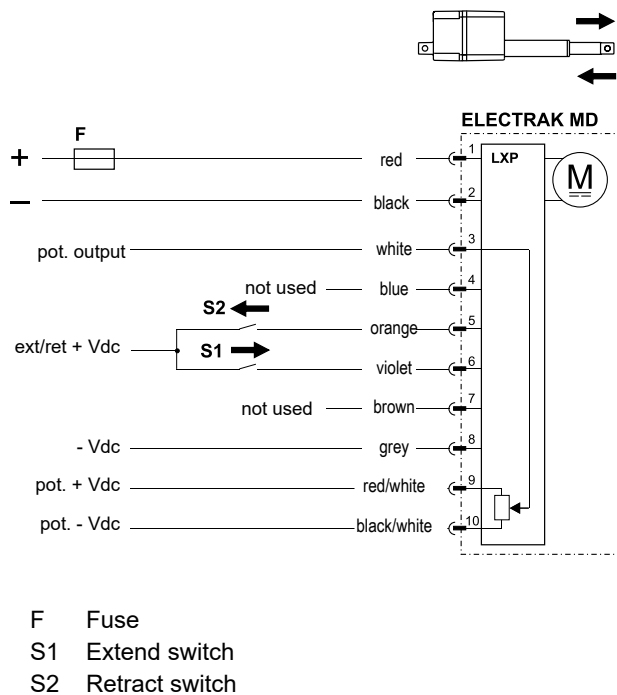 ELECTRAK MD
F
+ red 1 LXP M
− black 2
pot. output white 3
not used blue 4
S2
orange 5
ext/ret + Vdc S1
violet 6
not used brown 7
- Vdc grey 8
pot. + Vdc red/white 9
pot. - Vdc black/white 10
F Fuse
S1 Extend switch
S2 Retract switch